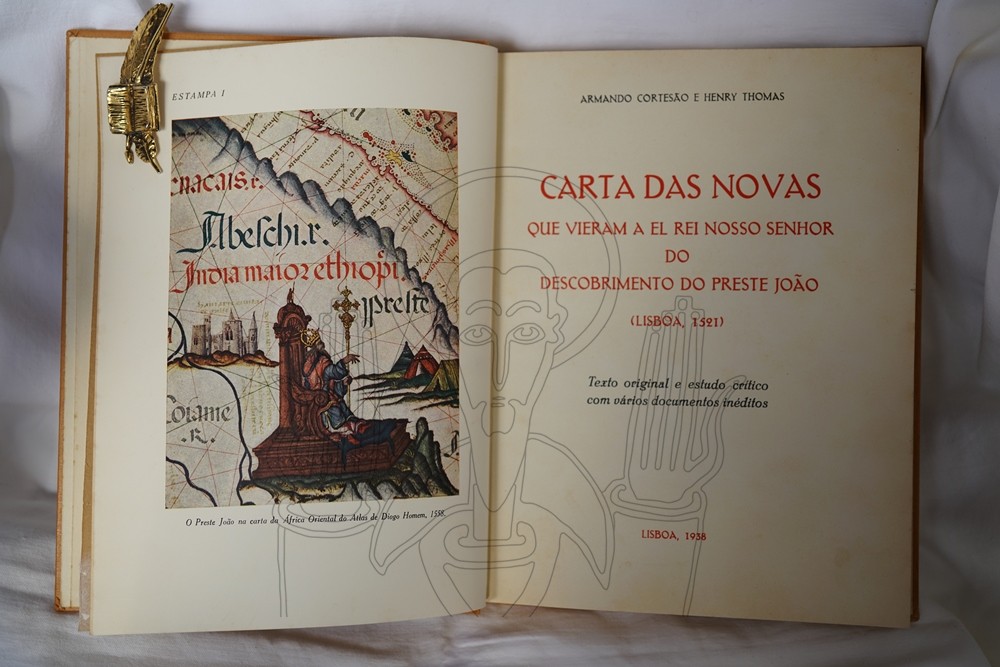 ESTAMPA I
cnacais.r.
Abeschi.r.
India maior ethiopi.
preste
O Preste João na carta da África Oriental do Atlas de Diogo Homem, 1558.
ARMANDO CORTESÃO E HENRY THOMAS
CARTA DAS NOVAS
QUE VIERAM A EL REI NOSSO SENHOR
DO
DESCOBRIMENTO DO PRESTE JOÃO
(LISBOA, 1521)
Texto original e estudo crítico
com vários documentos inéditos
LISBOA, 1938